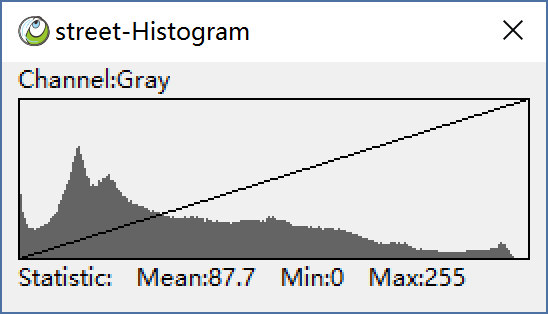 street-Histogram
Channel:Gray
Statistic: Mean:87.7 Min:0 Max:255